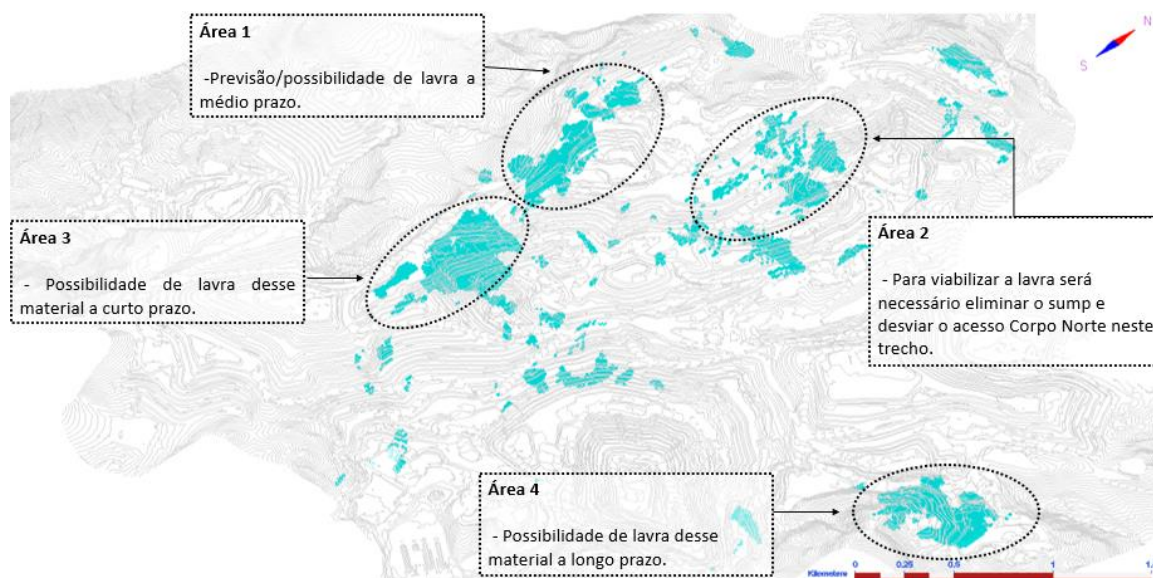 Área 1
-Previsão/possibilidade de lavra a
médio prazo.
N
S
Área 3
- Possibilidade de lavra desse
material a curto prazo.
Área 2
- Para viabilizar a lavra será
necessário eliminar o sump e
desviar o acesso Corpo Norte neste
trecho.
Área 4
- Possibilidade de lavra desse
material a longo prazo.
Kilometers
0 0.25 0.5 1